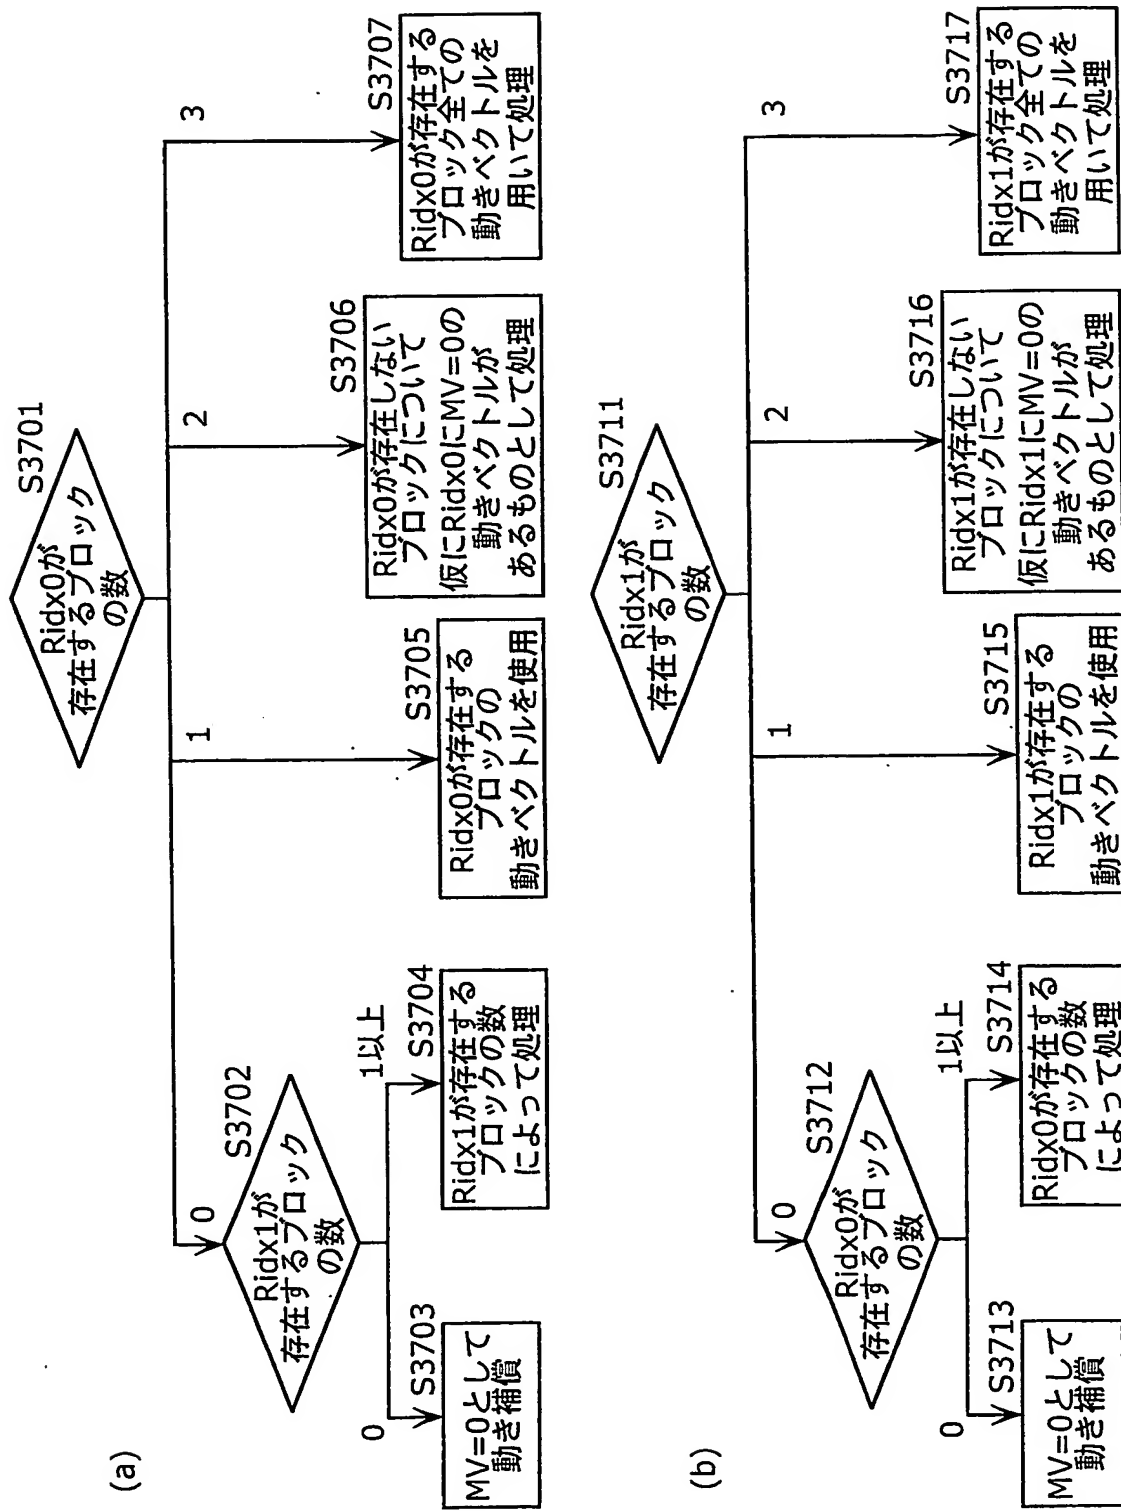 (a)
S3701
Ridx0が
存在するブロック
の数
0
1
2
3
S3702
Ridx1が
存在するブロック
の数
0
1以上
S3703
MV=0として
動き補償
S3704
Ridx1が存在する
ブロックの数
によって処理
S3705
Ridx0が存在する
ブロックの
動きベクトルを使用
S3706
Ridx0が存在しない
ブロックについて
仮にRidx0にMV=0の
動きベクトルが
あるものとして処理
S3707
Ridx0が存在する
ブロック全ての
動きベクトルを
用いて処理
(b)
S3711
Ridx1が
存在するブロック
の数
0
1
2
3
S3712
Ridx0が
存在するブロック
の数
0
1以上
S3713
MV=0として
動き補償
S3714
Ridx0が存在する
ブロックの数
によって処理
S3715
Ridx1が存在する
ブロックの
動きベクトルを使用
S3716
Ridx1が存在しない
ブロックについて
仮にRidx1にMV=0の
動きベクトルが
あるものとして処理
S3717
Ridx1が存在する
ブロック全ての
動きベクトルを
用いて処理